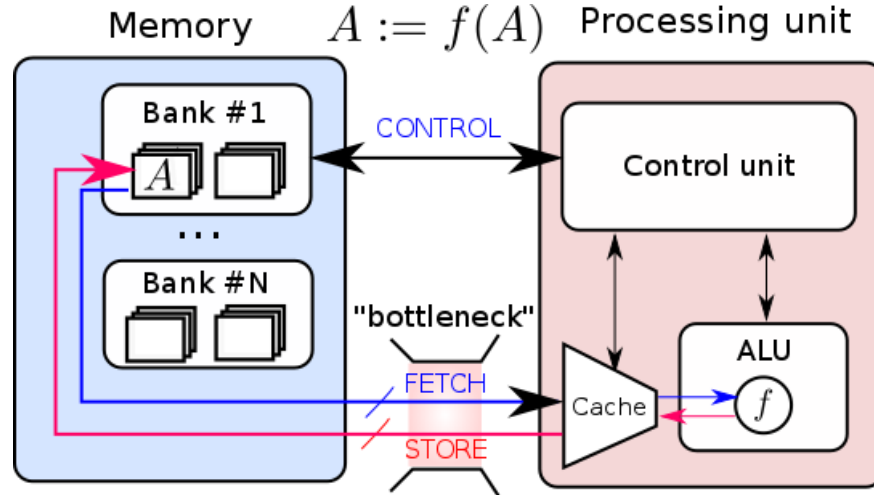 Memory
A := f(A)
Processing unit
Bank #1
A
CONTROL
Control unit
...
Bank #N
"bottleneck"
FETCH
STORE
Cache
ALU
f